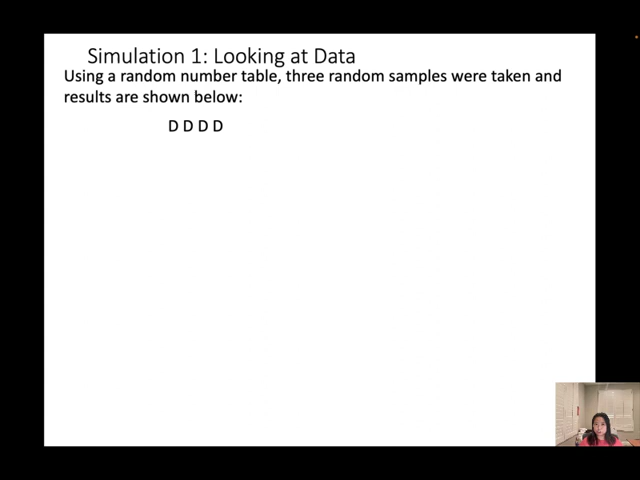 Simulation 1: Looking at Data
Using a random number table, three random samples were taken and
results are shown below:
D D D D